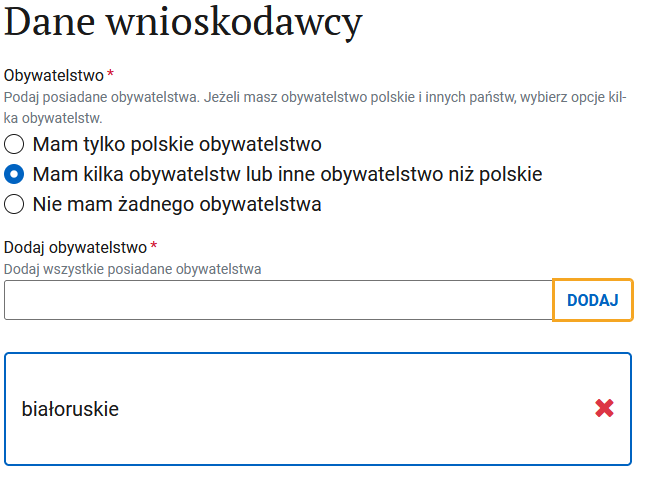 Dane wnioskodawcy
Obywatelstwo *
Podaj posiadane obywatelstwa. Jeżeli masz obywatelstwo polskie i innych państw, wybierz opcje kil-
ka obywatelstw.
Mam tylko polskie obywatelstwo
Mam kilka obywatelstw lub inne obywatelstwo niż polskie
Nie mam żadnego obywatelstwa
Dodaj obywatelstwo *
Dodaj wszystkie posiadane obywatelstwa
DODAJ
białoruskie